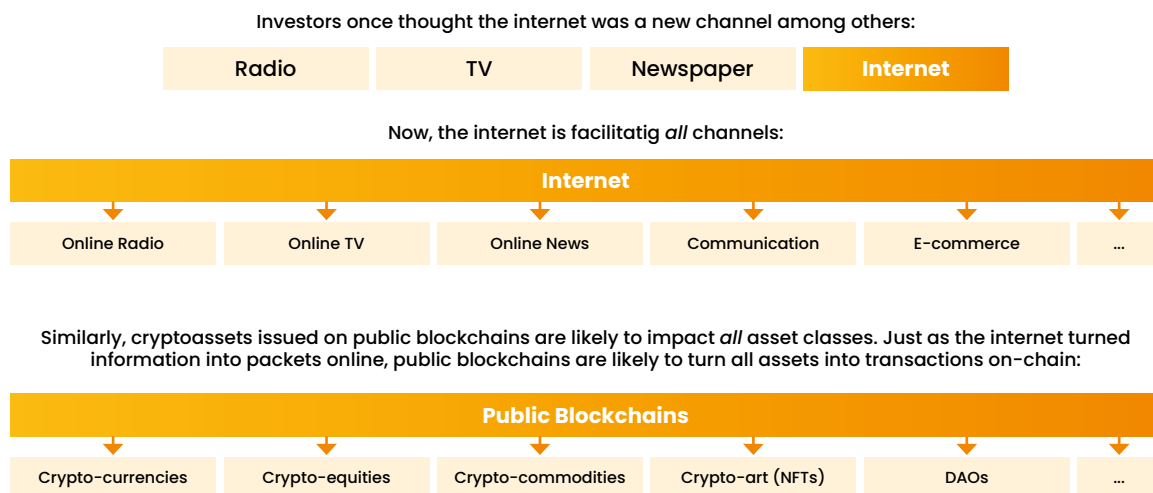 Investors once thought the internet was a new channel among others:
Radio TV Newspaper Internet
Now, the internet is facilitatig all channels:
Internet
Online Radio Online TV Online News Communication E-commerce ...
Similarly, cryptoassets issued on public blockchains are likely to impact all asset classes. Just as the internet turned
information into packets online, public blockchains are likely to turn all assets into transactions on-chain:
Public Blockchains
Crypto-currencies Crypto-equities Crypto-commodities Crypto-art (NFTs) DAOs ...